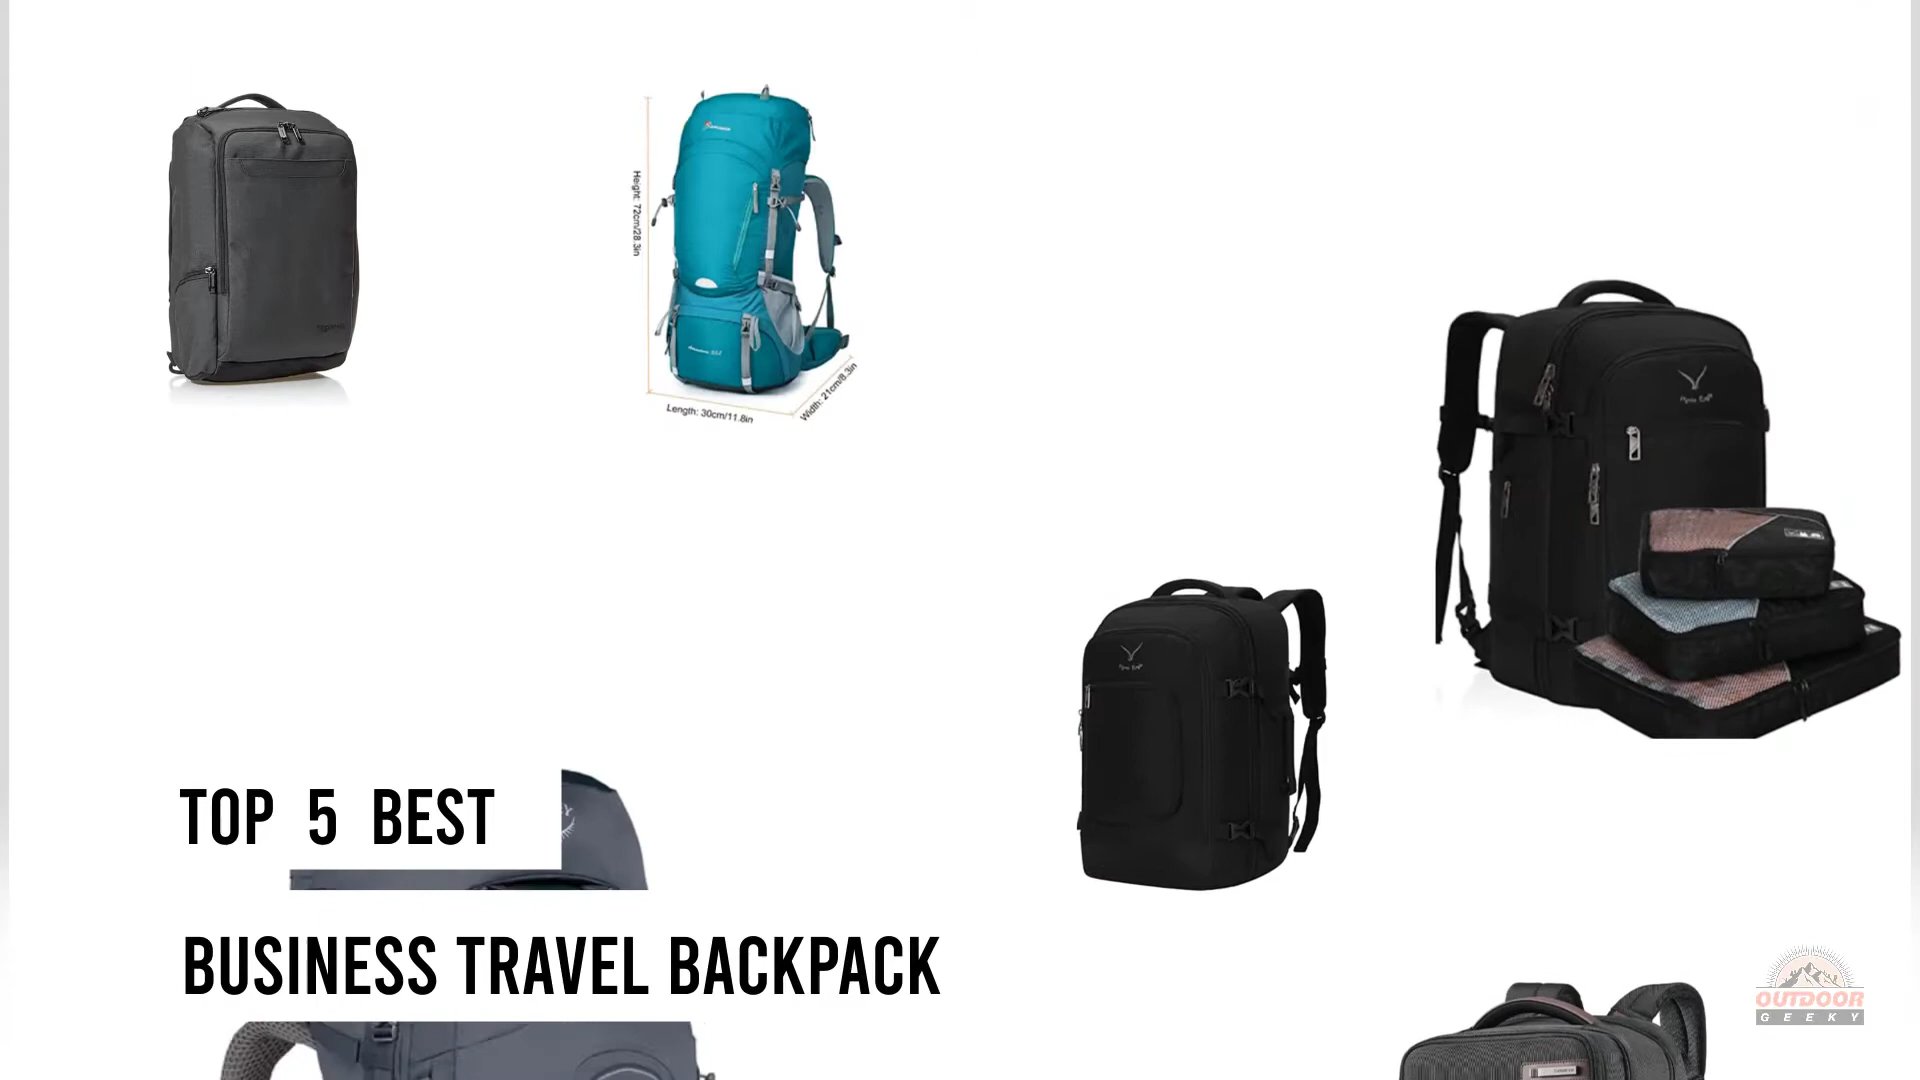 Height: 72cm/28.3in
Length: 30cm/11.8in
Width: 21cm/8.3in
TOP 5 BEST
BUSINESS TRAVEL BACKPACK
OUTDOOR
GEEKY